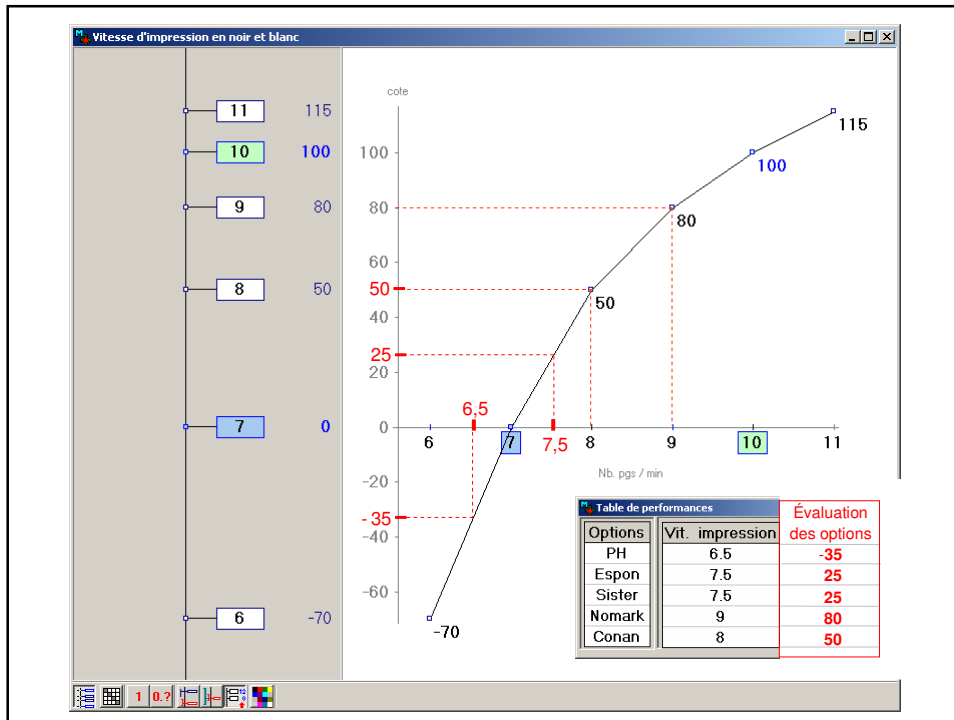 Vitesse d'impression en noir et blanc
11 115
10 100
9 80
8 50
7 0
6 -70
cote
115
100
100
80
80
60
50
50
40
25
20
6,5
0
6 7 7,5 8 9 10 11
Nb. pgs / min
-20
-35
-40
-60
-70
Table de performances
Évaluation
des options
Options Vit. impression
PH 6.5 -35
Espon 7.5 25
Sister 7.5 25
Nomark 9 80
Conan 8 50
1 0.?